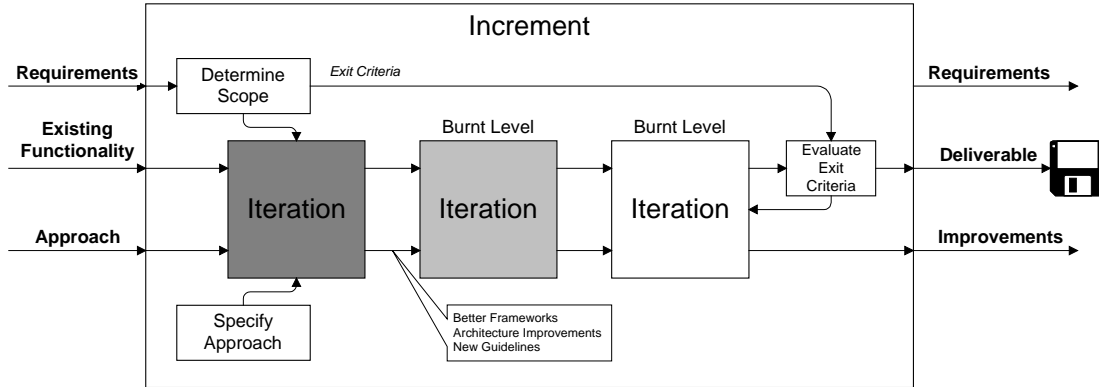 Increment
Requirements
Determine
Scope
Exit Criteria
Requirements
Existing
Functionality
Burnt Level
Burnt Level
Evaluate
Exit
Criteria
Deliverable
Iteration
Iteration
Iteration
Approach
Improvements
Specify
Approach
Better Frameworks
Architecture Improvements
New Guidelines